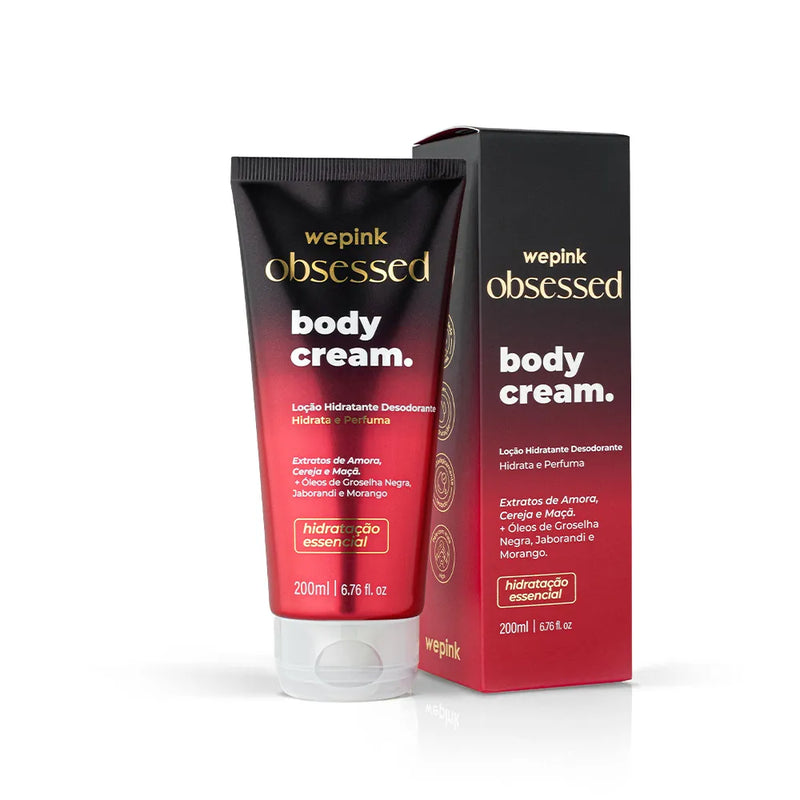 wepink
obsessed
body
cream.
Loção Hidratante Desodorante
Hidrata e Perfuma
Extratos de Amora,
Cereja e Maçã.
+ Óleos de Groselha Negra,
Jaborandi e Morango
hidratação
essencial
200ml | 6.76 fl. oz
wepink
obsessed
body
cream.
Loção Hidratante Desodorante
Hidrata e Perfuma
Extratos de Amora,
Cereja e Maçã.
+ Óleos de Groselha
Negra, Jaborandi e
Morango.
hidratação
essencial
200ml | 6.76 fl. oz
wepink